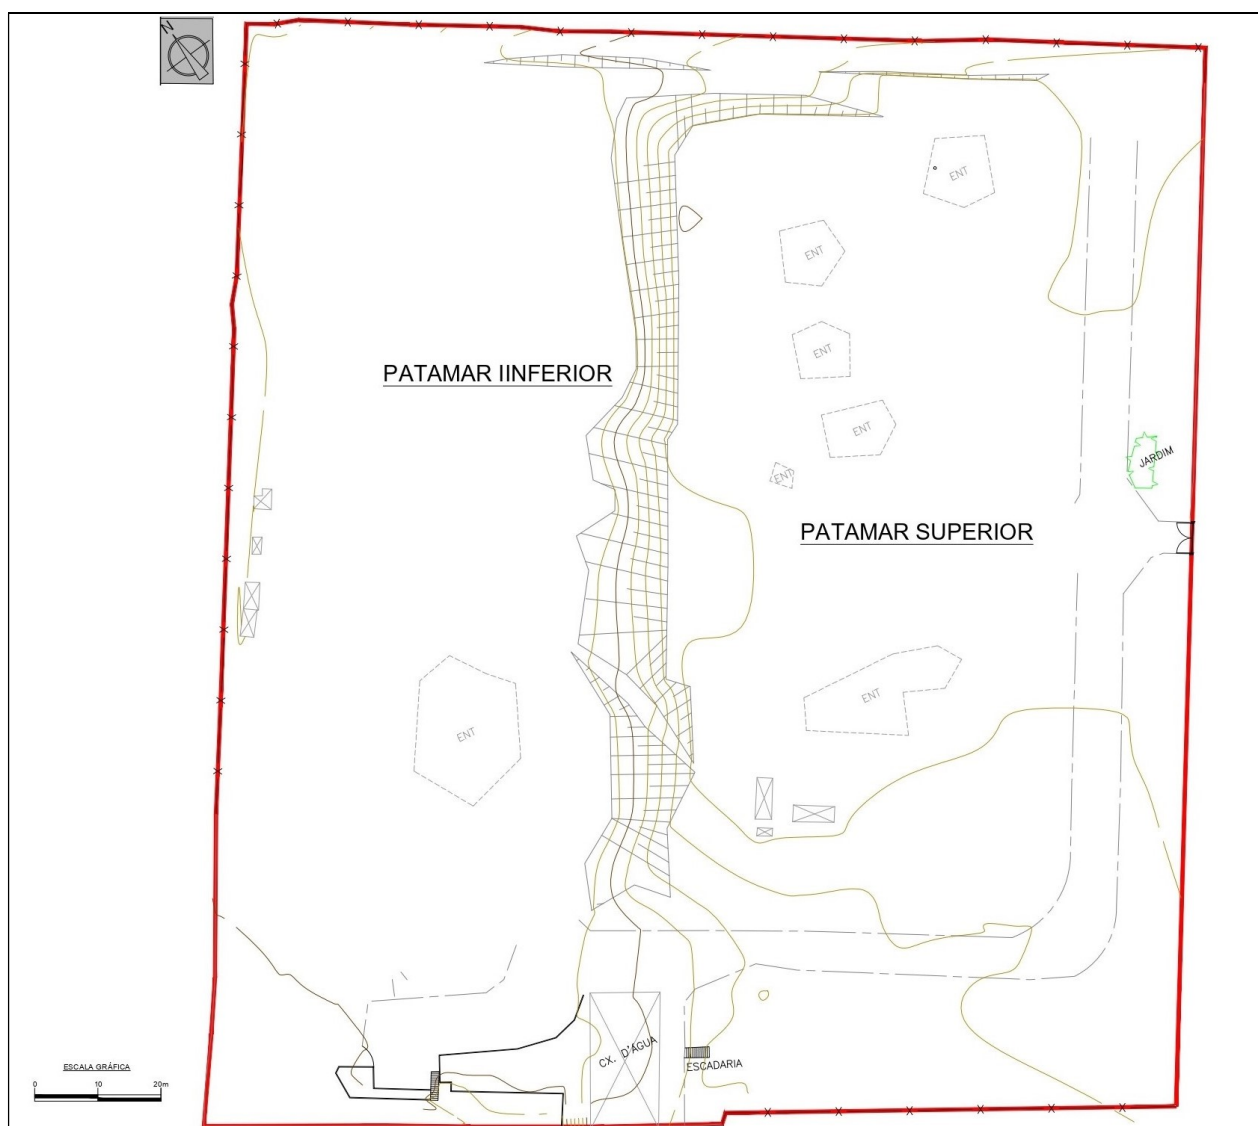 N
ENT
ENT
ENT
PATAMAR IINFERIOR
ENT
JARDIM
ENT
PATAMAR SUPERIOR
ENT
ENT
CX. D'ÁGUA
ESCADARIA
ESCALA GRÁFICA
0 10 20m